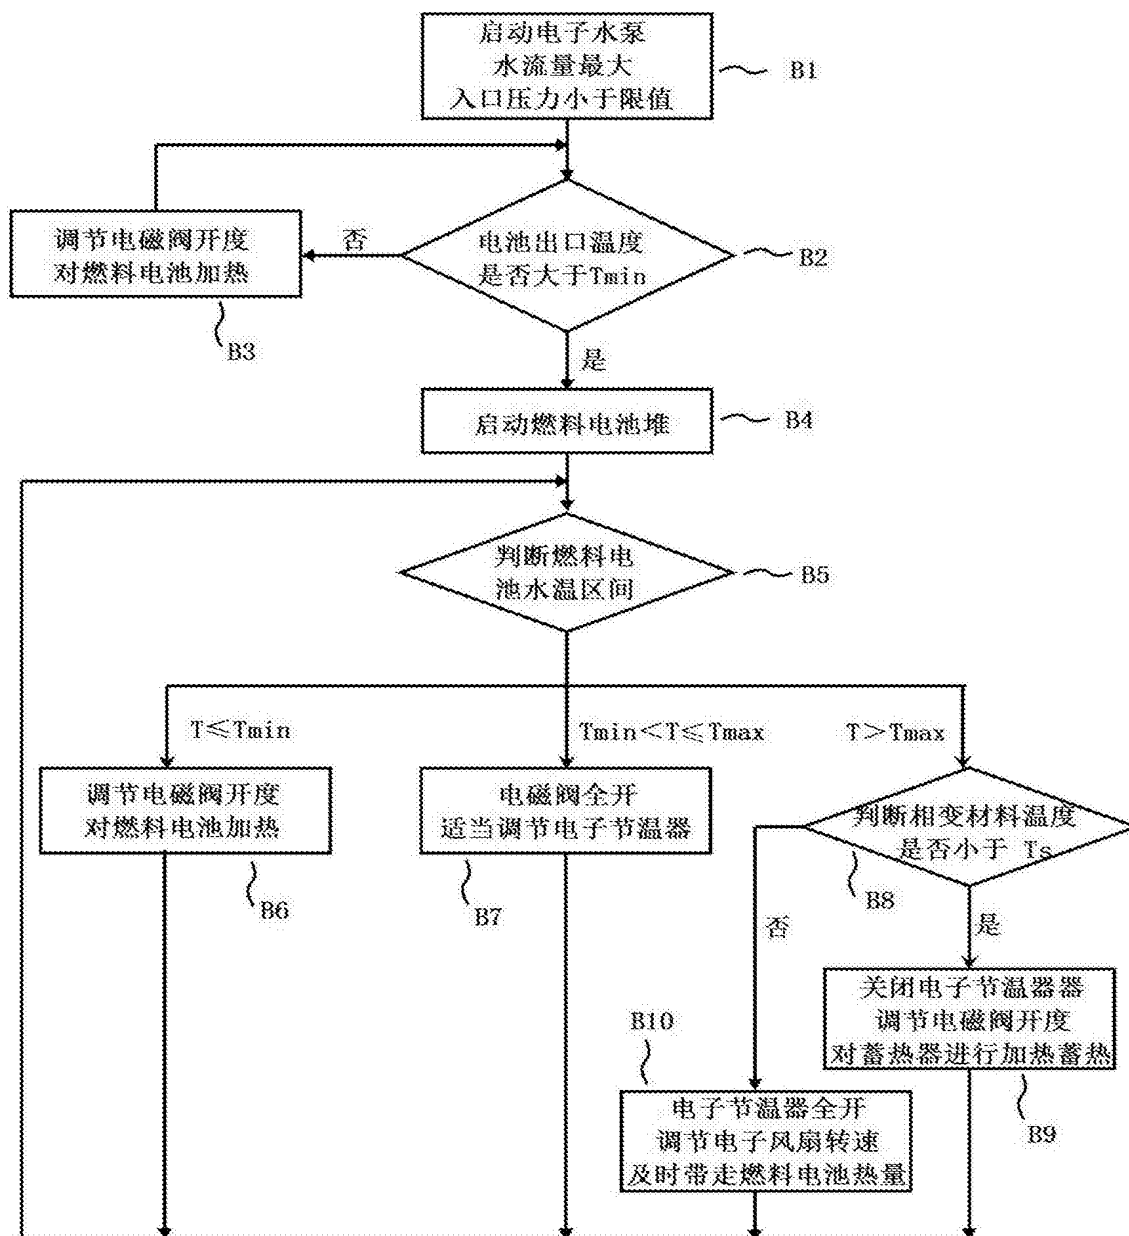 启动电子水泵
水流量最大
入口压力小于限值
B1
调节电磁阀开度
对燃料电池加热
否
电池出口温度
是否大于Tmin
B2
B3
是
启动燃料电池堆
B4
判断燃料电
池水温区间
B5
T≤Tmin
Tmin<T≤Tmax
T>Tmax
调节电磁阀开度
对燃料电池加热
电磁阀全开
适当调节电子节温器
判断相变材料温度
是否小于 Ts
B6
B7
B8
否
是
关闭电子节温器器
调节电磁阀开度
对蓄热器进行加热蓄热
B10
电子节温器全开
调节电子风扇转速
及时带走燃料电池热量
B9